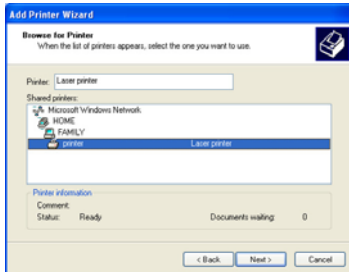 Add Printer Wizard
Browse for Printer
When the list of printers appears, select the one you want to use.
Printer: Laser printer
Shared printers:
Microsoft Windows Network
HOME
FAMILY
printer Laser printer
Printer information
Comment:
Status: Ready Documents waiting: 0
< Back Next > Cancel